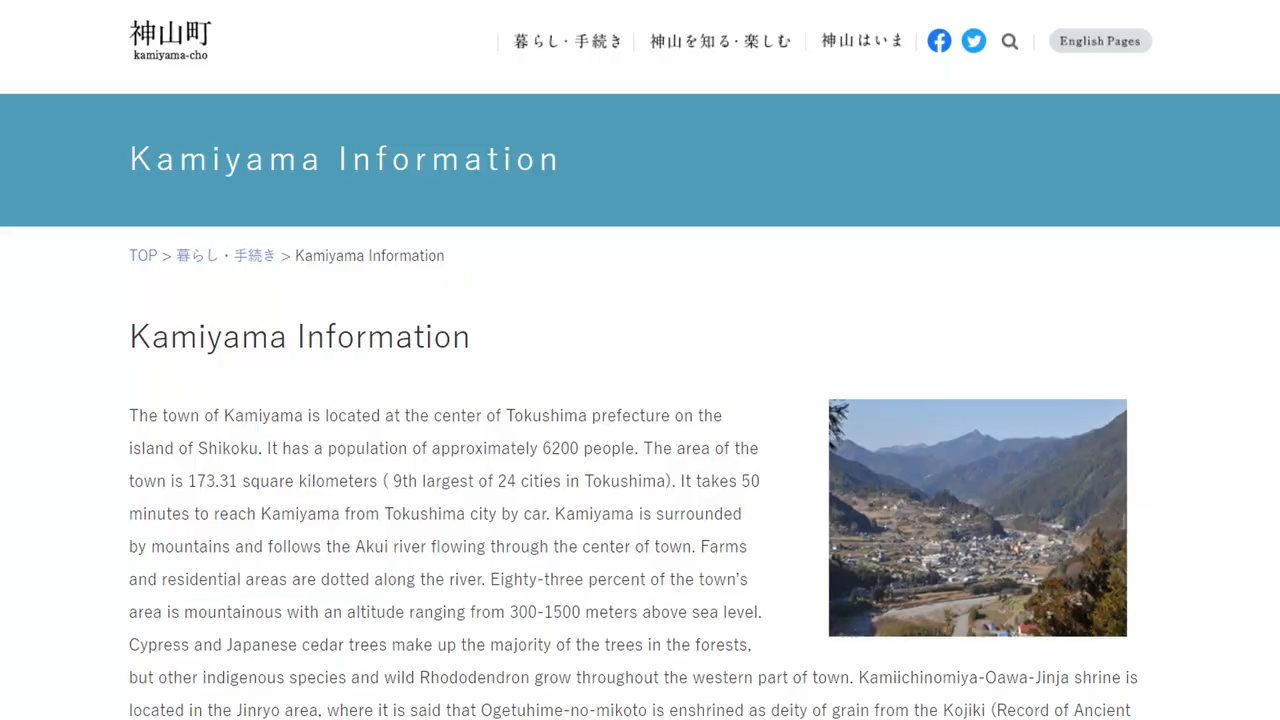 神山町
kamiyama-cho
暮らし・手続き
神山を知る・楽しむ
神山はいま
English Pages
Kamiyama Information
TOP > 暮らし・手続き > Kamiyama Information
Kamiyama Information
The town of Kamiyama is located at the center of Tokushima prefecture on the
island of Shikoku. It has a population of approximately 6200 people. The area of the
town is 173.31 square kilometers ( 9th largest of 24 cities in Tokushima). It takes 50
minutes to reach Kamiyama from Tokushima city by car. Kamiyama is surrounded
by mountains and follows the Akui river flowing through the center of town. Farms
and residential areas are dotted along the river. Eighty-three percent of the town’s
area is mountainous with an altitude ranging from 300-1500 meters above sea level.
Cypress and Japanese cedar trees make up the majority of the trees in the forests,
but other indigenous species and wild Rhododendron grow throughout the western part of town. Kamiichinomiya-Oawa-Jinja shrine is
located in the Jinryo area, where it is said that Ogetuhime-no-mikoto is enshrined as deity of grain from the Kojiki (Record of Ancient